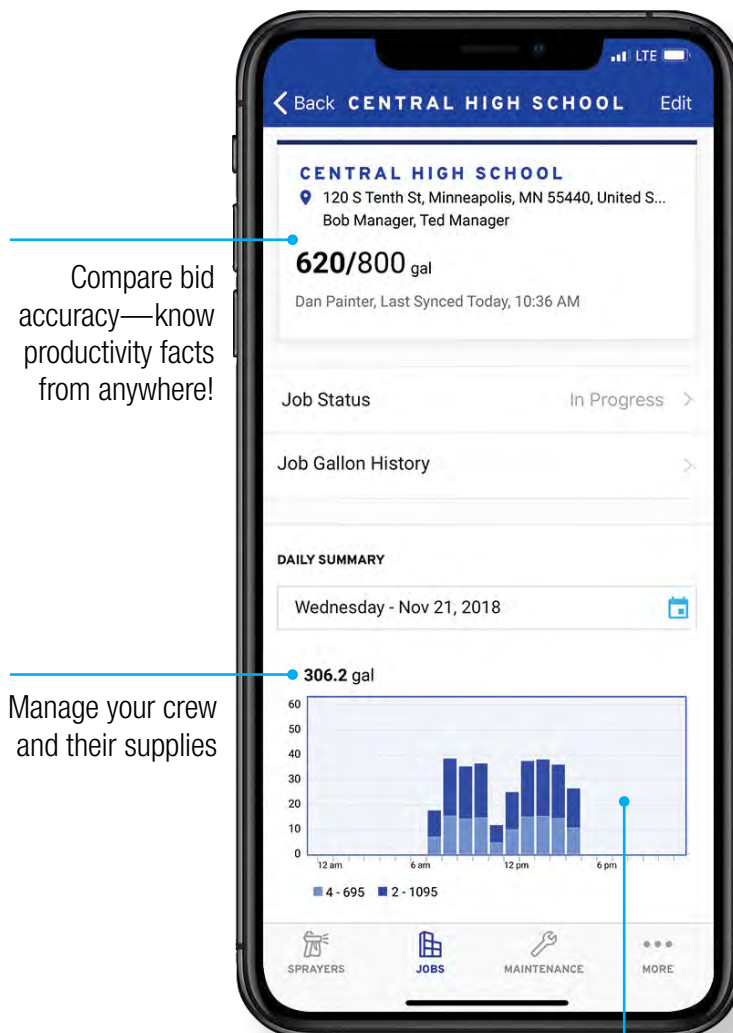 LTE
Back CENTRAL HIGH SCHOOL Edit
CENTRAL HIGH SCHOOL
120 S Tenth St, Minneapolis, MN 55440, United S...
Bob Manager, Ted Manager
620/800 gal
Dan Painter, Last Synced Today, 10:36 AM
Compare bid
accuracy—know
productivity facts
from anywhere!
Job Status In Progress
Job Gallon History
DAILY SUMMARY
Wednesday - Nov 21, 2018
306.2 gal
Manage your crew
and their supplies
60
50
40
30
20
10
0
12 am 6 am 12 pm 6 pm
4 - 695 2 - 1095
SPRAYERS JOBS MAINTENANCE MORE